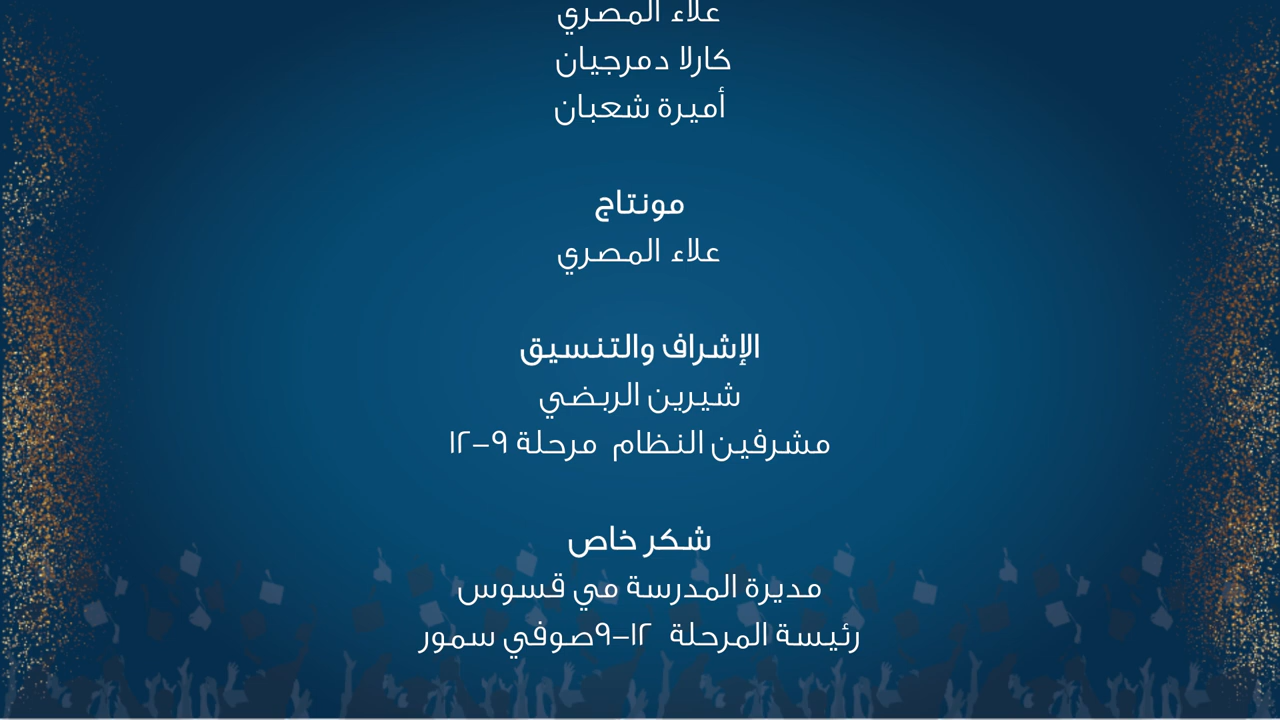 علاء المصري
كارلا دمرجيان
أميرة شعبان
مونتاج
علاء المصري
الإشراف والتنسيق
شيرين الربضي
مشرفين النظام مرحلة ٩-١٢
شكر خاص
مديرة المدرسة مي قسوس
رئيسة المرحلة ١٢-٩صوفي سمور